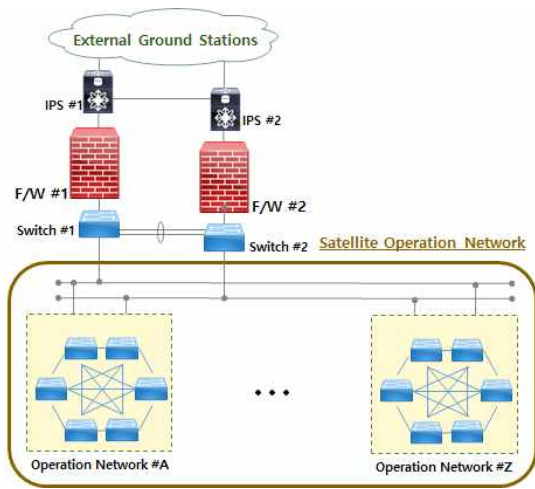 External Ground Stations
IPS #1
IPS #2
F/W #1
F/W #2
Switch #1
Switch #2
Satellite Operation Network
Operation Network #A
Operation Network #Z